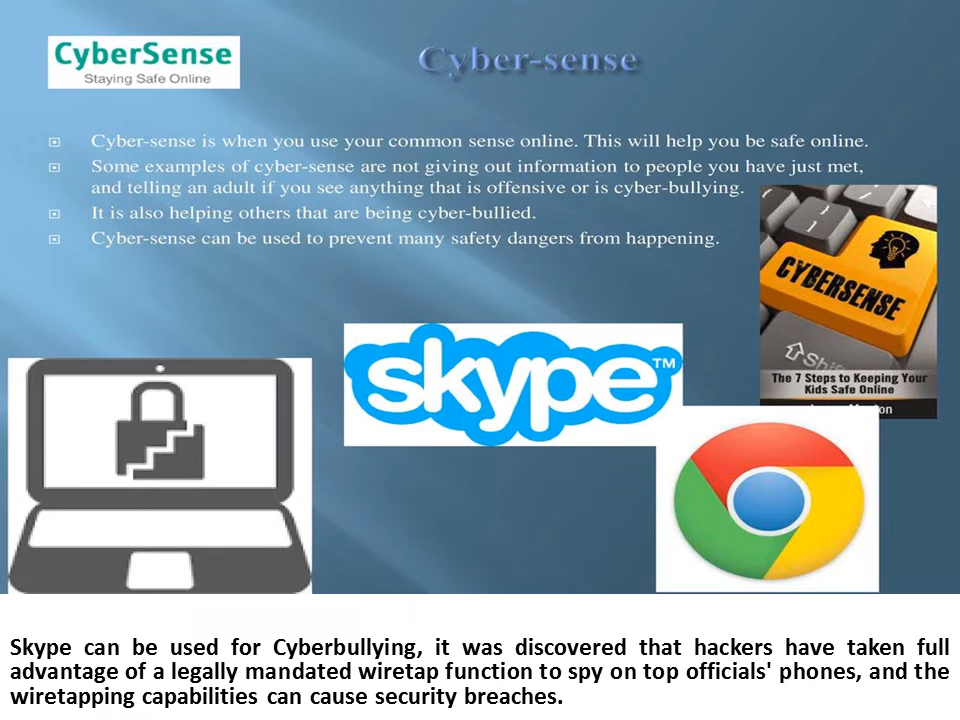 CyberSense
Staying Safe Online
Cyber-sense
Cyber-sense is when you use your common sense online. This will help you be safe online.
Some examples of cyber-sense are not giving out information to people you have just met,
and telling an adult if you see anything that is offensive or is cyber-bullying.
It is also helping others that are being cyber-bullied.
Cyber-sense can be used to prevent many safety dangers from happening.
CYBERSENSE
Shift
The 7 Steps to Keeping Your
Kids Safe Online
skype™
Skype can be used for Cyberbullying, it was discovered that hackers have taken full
advantage of a legally mandated wiretap function to spy on top officials' phones, and the
wiretapping capabilities can cause security breaches.